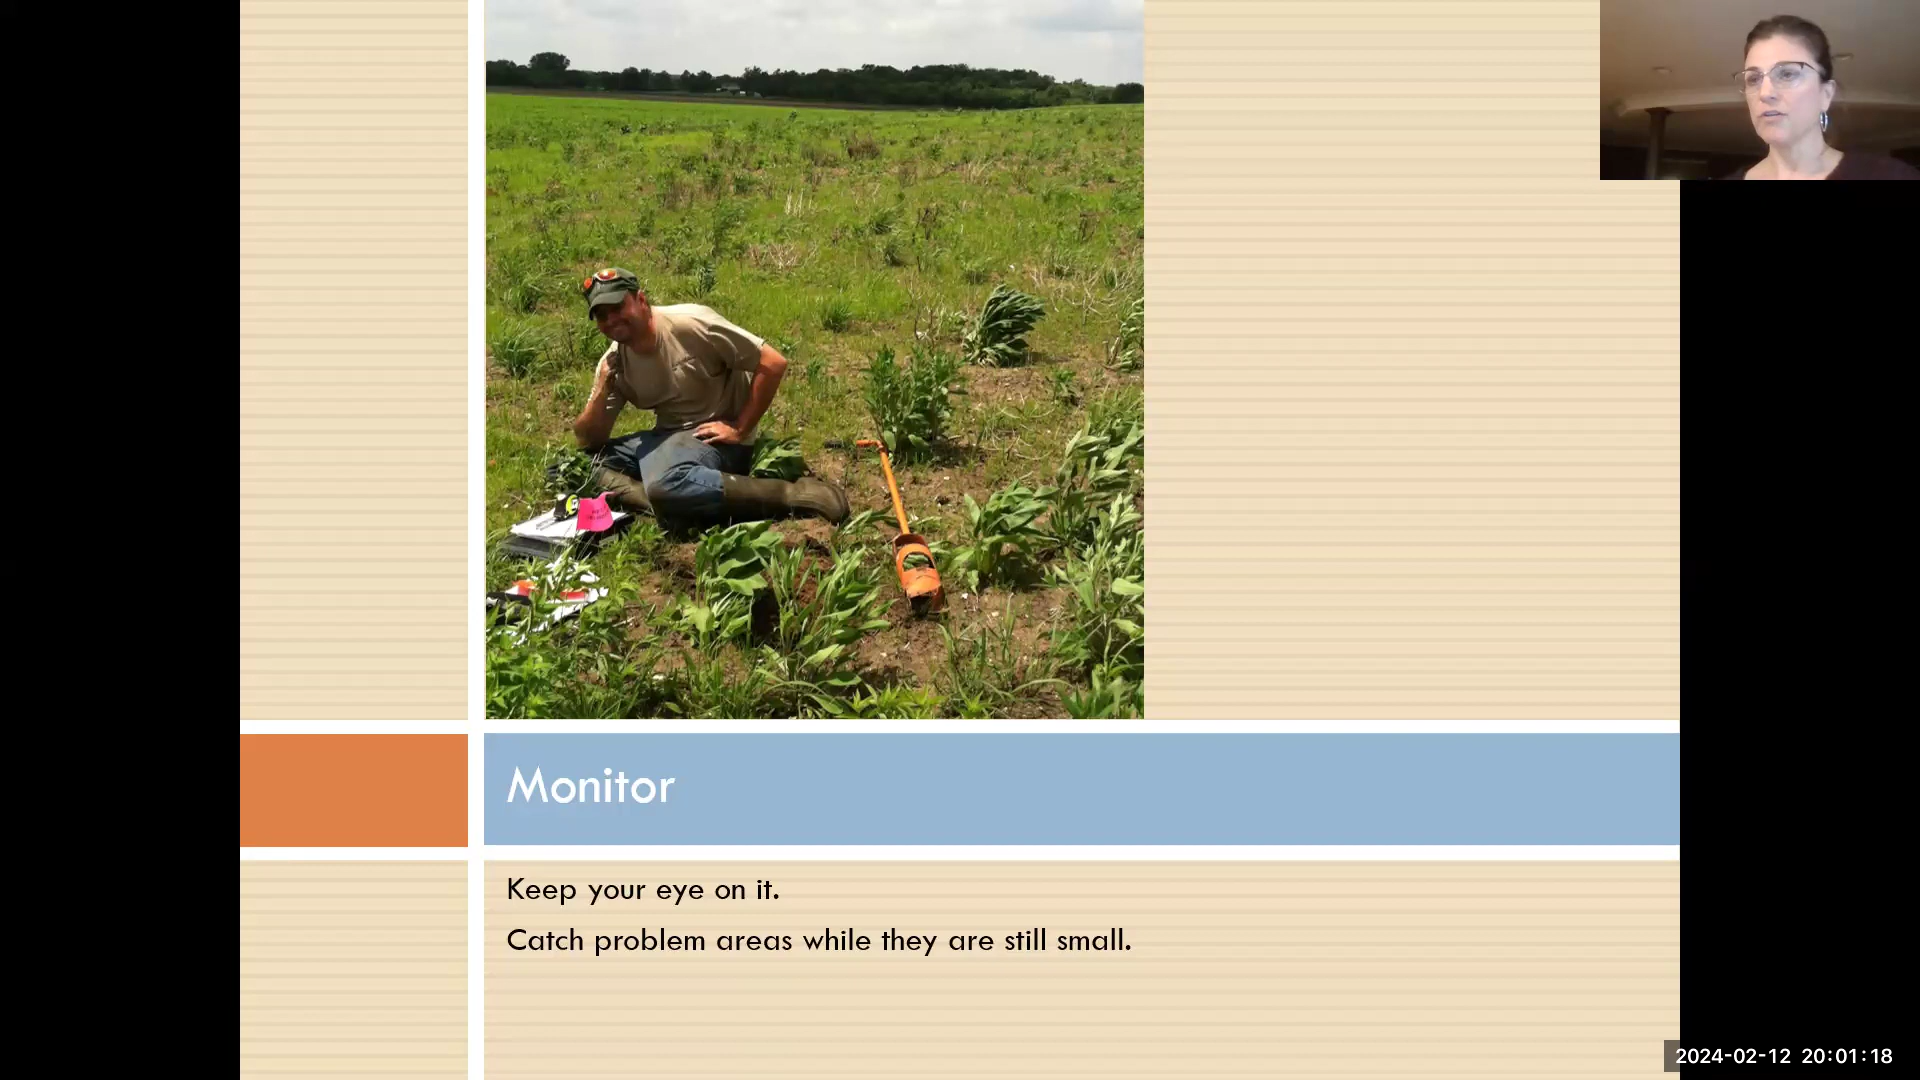 Monitor
Keep your eye on it.
Catch problem areas while they are still small.
2024-02-12 20:01:18